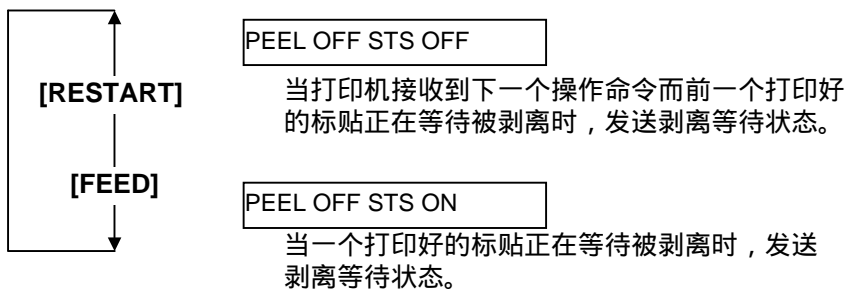 PEEL OFF STS OFF
[RESTART]
当打印机接收到下一个操作命令而前一个打印好
的标贴正在等待被剥离时，发送剥离等待状态。
[FEED]
PEEL OFF STS ON
当一个打印好的标贴正在等待被剥离时，发送
剥离等待状态。